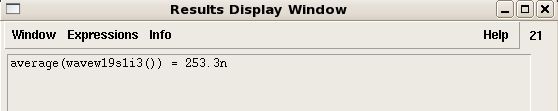 Results Display Window
Window Expressions Info Help 21
average(wavew19s1i3()) = 253.3n